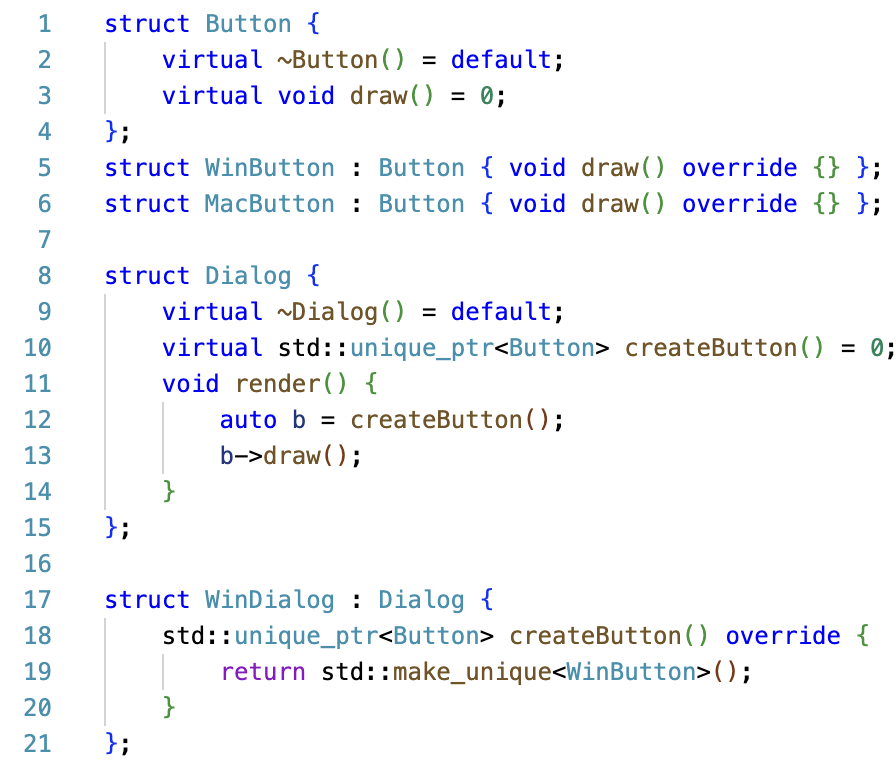 1 struct Button {
2     virtual ~Button() = default;
3     virtual void draw() = 0;
4 };
5 struct WinButton : Button { void draw() override {} };
6 struct MacButton : Button { void draw() override {} };
7
8 struct Dialog {
9     virtual ~Dialog() = default;
10     virtual std::unique_ptr<Button> createButton() = 0;
11     void render() {
12         auto b = createButton();
13         b->draw();
14     }
15 };
16
17 struct WinDialog : Dialog {
18     std::unique_ptr<Button> createButton() override {
19         return std::make_unique<WinButton>();
20     }
21 };